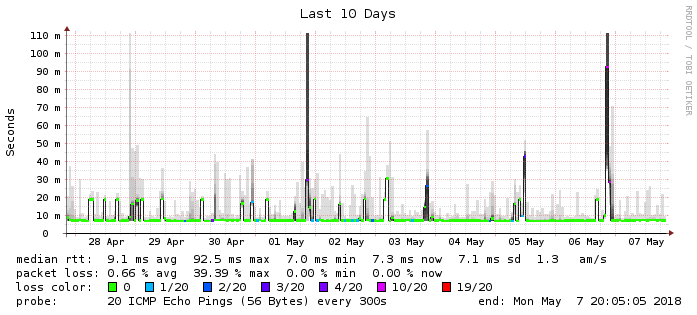 Last 10 Days
RRDTOOL / TOBI OETIKER
Seconds
110 m
100 m
90 m
80 m
70 m
60 m
50 m
40 m
30 m
20 m
10 m
0
28 Apr 29 Apr 30 Apr 01 May 02 May 03 May 04 May 05 May 06 May 07 May
median rtt: 9.1 ms avg 92.5 ms max 7.0 ms min 7.3 ms now 7.1 ms sd 1.3 am/s
packet loss: 0.66 % avg 39.39 % max 0.00 % min 0.00 % now
loss color: 0 1/20 2/20 3/20 4/20 10/20 19/20
probe: 20 ICMP Echo Pings (56 Bytes) every 300s end: Mon May 7 20:05:05 2018